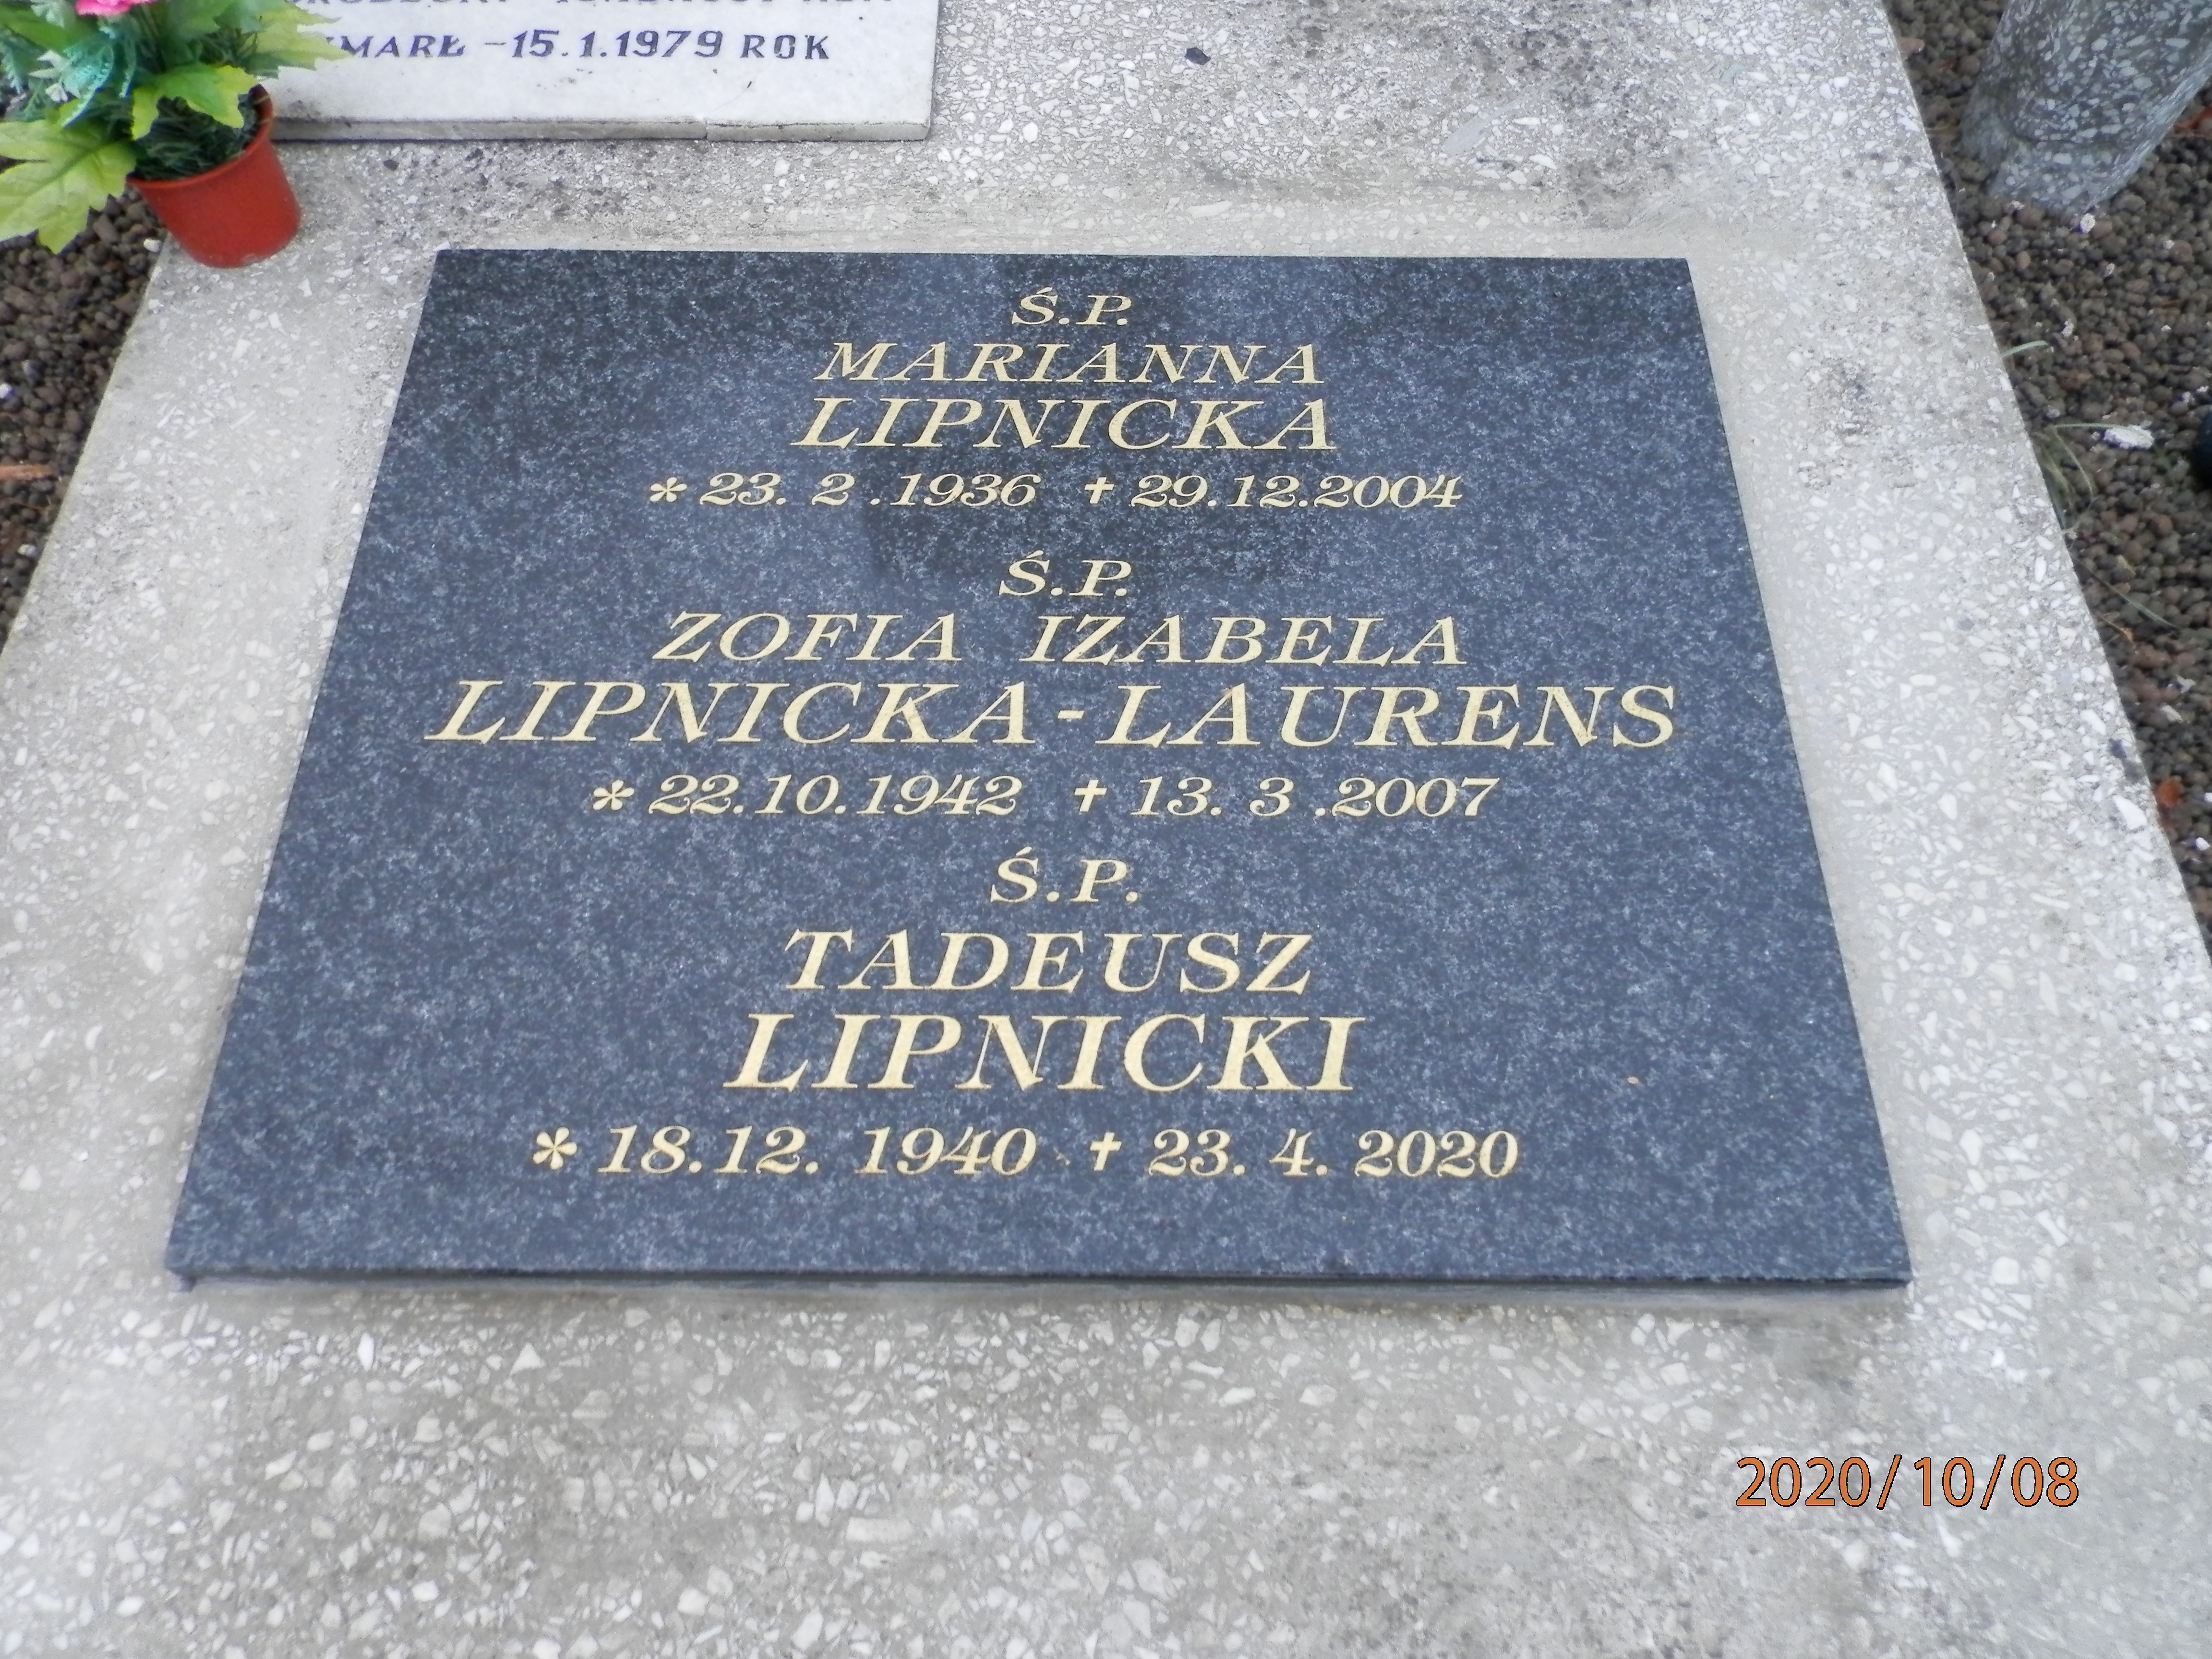 ZMARŁ -15.1.1979 ROK
Ś.P.
MARIANNA
LIPNICKA
* 23. 2 .1936 ✝ 29.12.2004
Ś.P.
ZOFIA IZABELA
LIPNICKA-LAURENS
* 22.10.1942 ✝ 13. 3 .2007
Ś.P.
TADEUSZ
LIPNICKI
* 18.12. 1940 ✝ 23. 4. 2020
2020/10/08